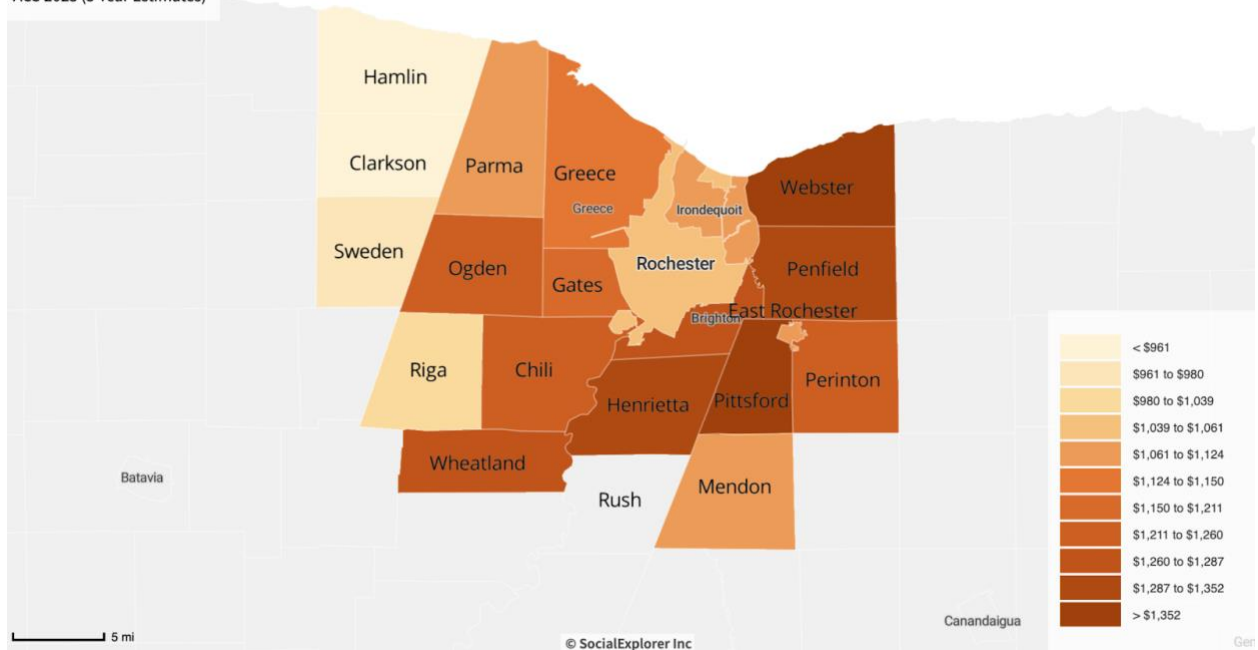 Hamlin
Clarkson
Parma
Greece
Webster
Greece
Irondequoit
Sweden
Ogden
Gates
Rochester
Penfield
East Rochester
Brighton
Riga
Chili
Henrietta
Pittsford
Perinton
Wheatland
Batavia
Rush
Mendon
Canandaigua
< $961
$961 to $980
$980 to $1,039
$1,039 to $1,061
$1,061 to $1,124
$1,124 to $1,150
$1,150 to $1,211
$1,211 to $1,260
$1,260 to $1,287
$1,287 to $1,352
> $1,352
5 mi
© SocialExplorer Inc